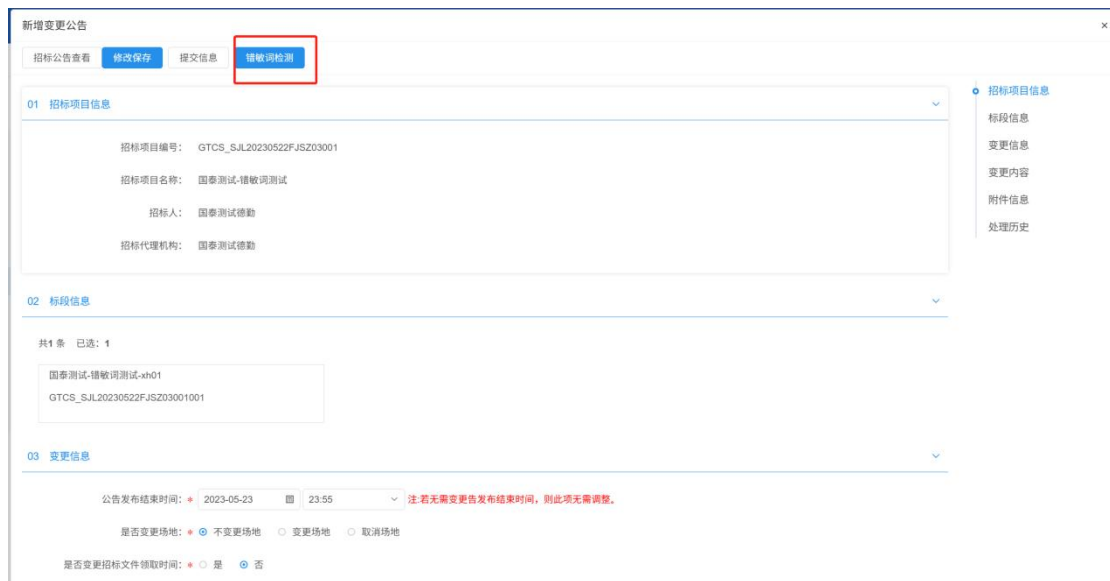 新增变更公告
×
招标公告查看 修改保存 提交信息 错敏词检测
01 招标项目信息
招标项目编号： GTCS_SJL20230522FJSZ03001
招标项目名称： 国泰测试-错敏词测试
招标人： 国泰测试德勤
招标代理机构： 国泰测试德勤
02 标段信息
共1 条 已选：1
国泰测试-错敏词测试-xh01
GTCS_SJL20230522FJSZ03001001
03 变更信息
公告发布结束时间：* 2023-05-23 23:55 注:若无需变更告发布结束时间，则此项无需调整。
是否变更场地：* 不变更场地 变更场地 取消场地
是否变更招标文件领取时间：* 是 否
招标项目信息
标段信息
变更信息
变更内容
附件信息
处理历史